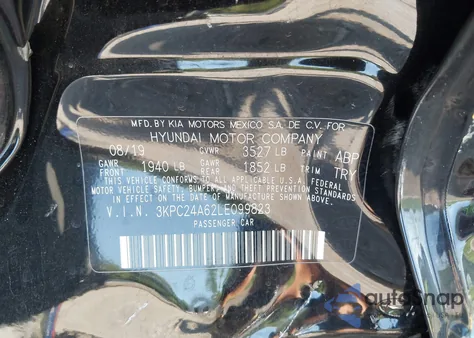 MFD. BY KIA MOTORS MEXICO S.A. DE C.V. FOR
HYUNDAI MOTOR COMPANY
08/19 GVWR 3527 LB PAINT ABP
GAWR FRONT 1940 LB GAWR REAR 1852 LB TRIM TRY
THIS VEHICLE CONFORMS TO ALL APPLICABLE U.S.A FEDERAL
MOTOR VEHICLE SAFETY, BUMPER, AND THEFT PREVENTION STANDARDS
IN EFFECT ON THE DATE OF MANUFACTURE SHOWN ABOVE.
V.I.N. 3KPC24A62LE099823
PASSENGER CAR
autoSnap